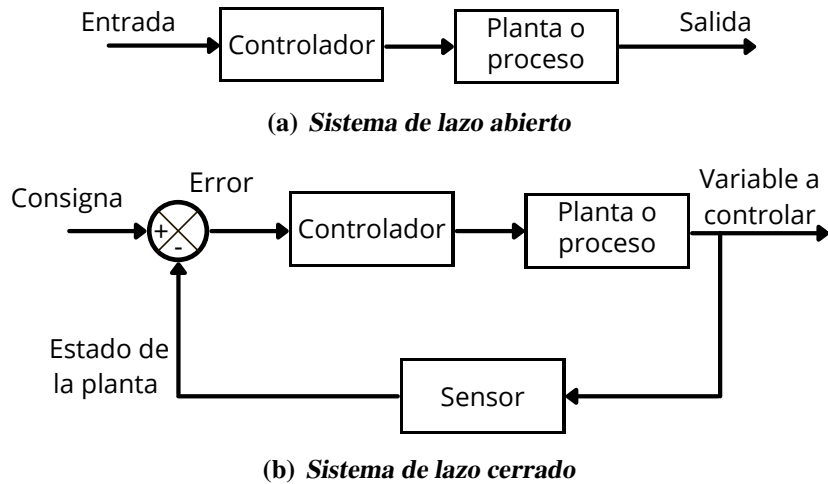 Entrada
Controlador
Planta o
proceso
Salida
(a) Sistema de lazo abierto
Consigna
+
-
Error
Controlador
Planta o
proceso
Variable a
controlar
Estado de
la planta
Sensor
(b) Sistema de lazo cerrado